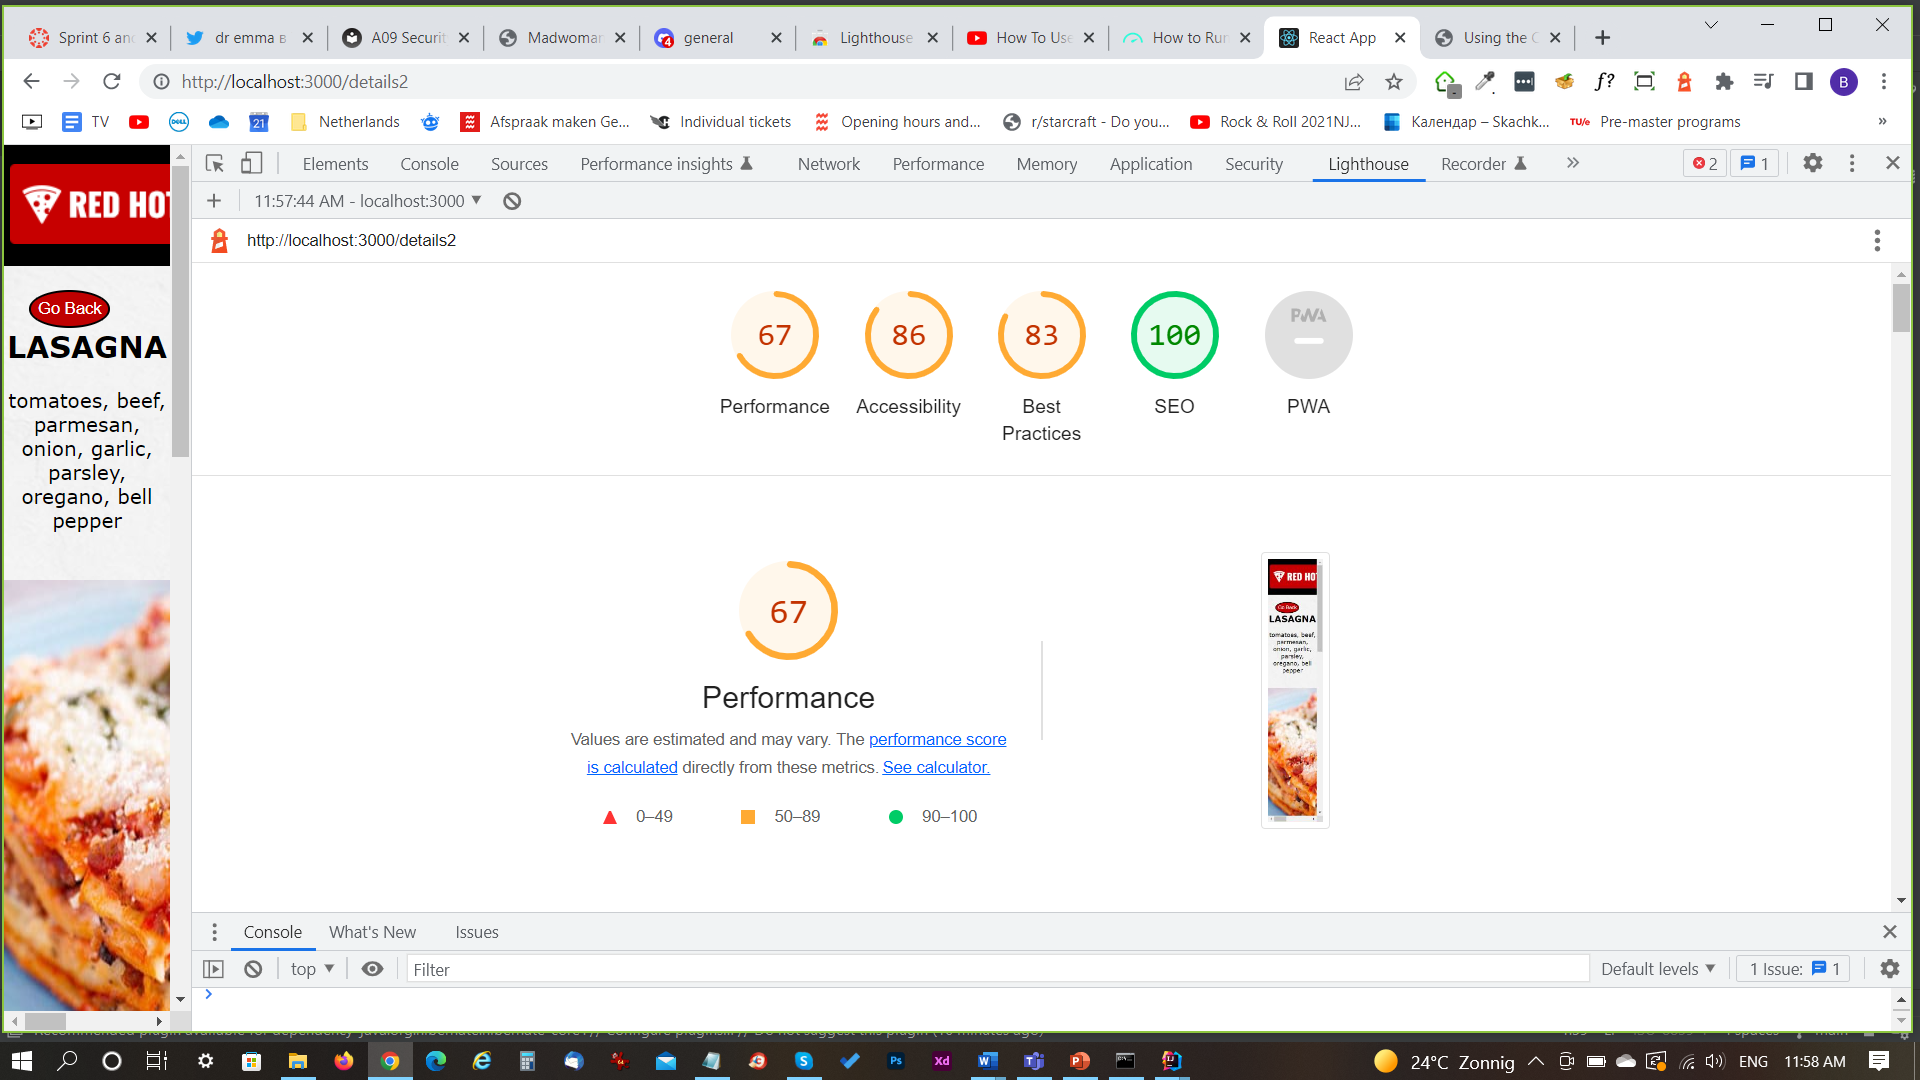 Sprint 6 and
dr emma
A09 Securit
Madwoman
general
Lighthouse
How To Use
How to Run
React App
Using the C
http://localhost:3000/details2
f?
B
TV
DELL
21
Netherlands
Afspraak maken Ge...
Individual tickets
Opening hours and...
r/starcraft - Do you...
Rock & Roll 2021NJ...
Календар – Skachk...
TU/e
Pre-master programs
»
Elements
Console
Sources
Performance insights
Network
Performance
Memory
Application
Security
Lighthouse
Recorder
2
1
11:57:44 AM - localhost:3000
http://localhost:3000/details2
RED HOT
Go Back
LASAGNA
tomatoes, beef,
parmesan,
onion, garlic,
parsley,
oregano, bell
pepper
67
86
83
100
PWA
Performance
Accessibility
Best
Practices
SEO
PWA
67
Performance
Values are estimated and may vary. The performance score
is calculated directly from these metrics. See calculator.
0–49
50–89
90–100
RED HO
Go Back
LASAGNA
tomatoes, beef,
parmesan,
onion, garlic,
parsley,
oregano, bell
pepper
Console
What's New
Issues
top
Filter
Default levels
1 Issue:
1
24°C Zonnig
ENG
11:58 AM